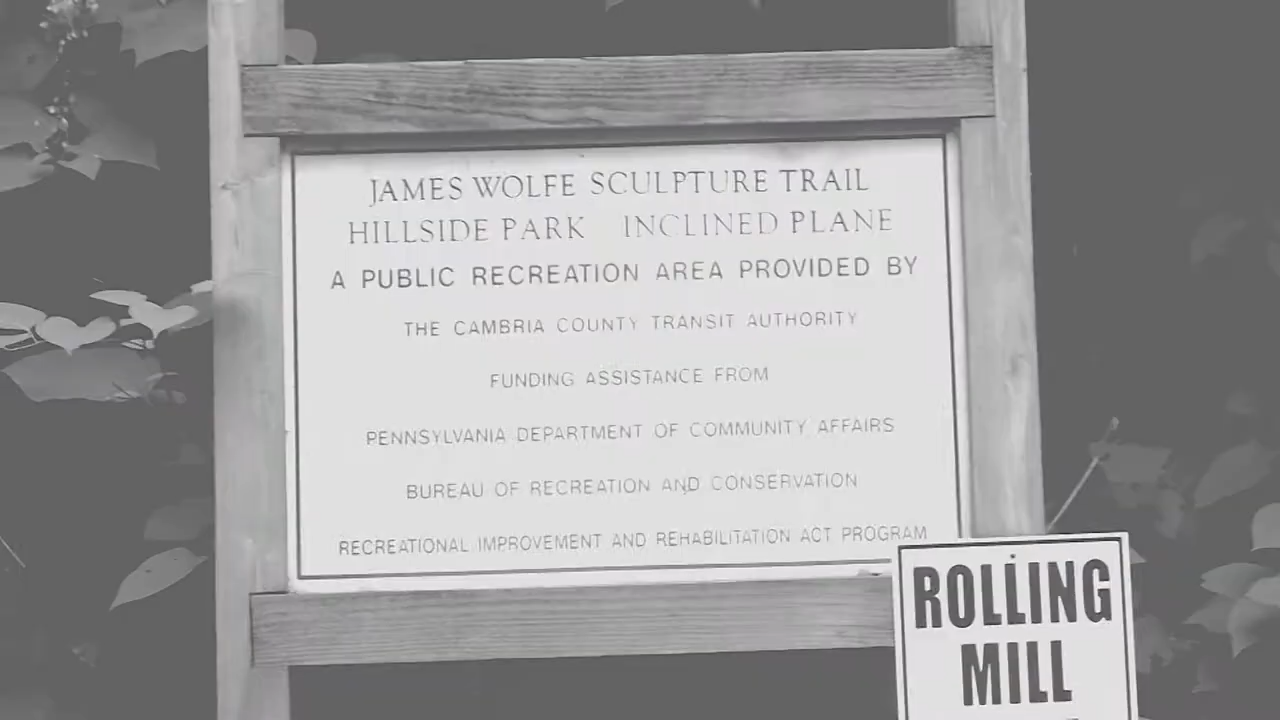 JAMES WOLFE SCULPTURE TRAIL
HILLSIDE PARK INCLINED PLANE
A PUBLIC RECREATION AREA PROVIDED BY
THE CAMBRIA COUNTY TRANSIT AUTHORITY
FUNDING ASSISTANCE FROM
PENNSYLVANIA DEPARTMENT OF COMMUNITY AFFAIRS
BUREAU OF RECREATION AND CONSERVATION
RECREATIONAL IMPROVEMENT AND REHABILITATION ACT PROGRAM
ROLLING
MILL